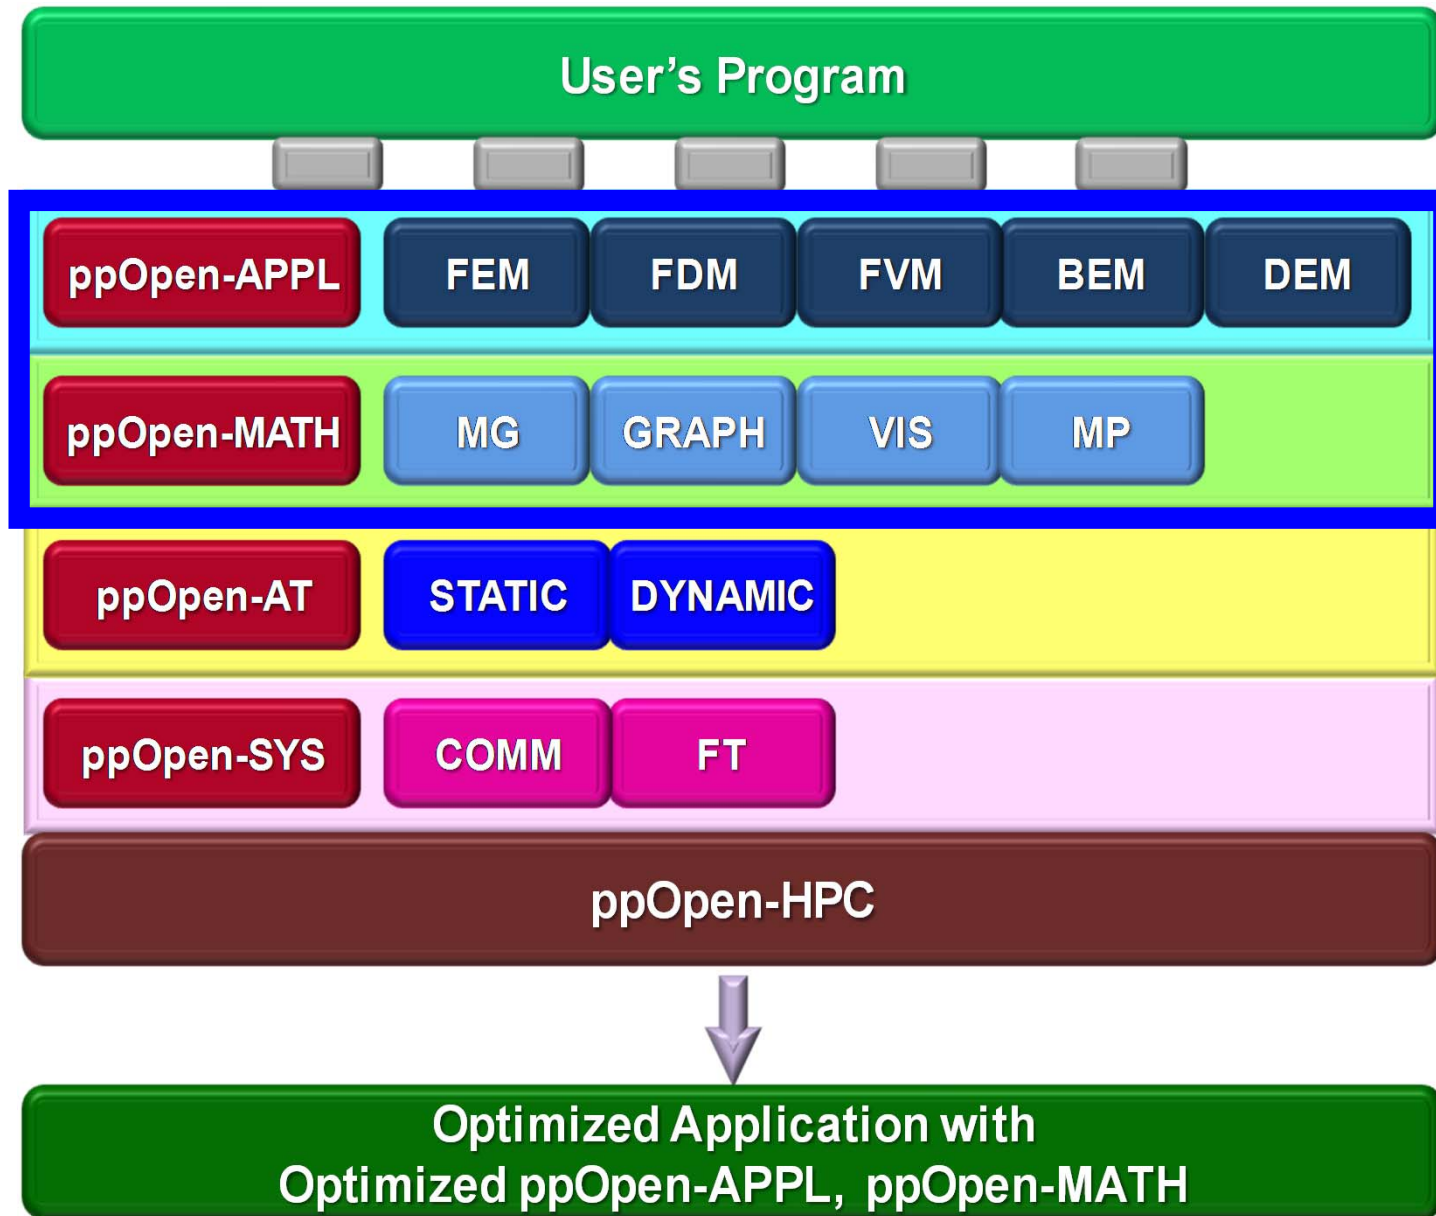 User's Program
ppOpen-APPL FEM FDM FVM BEM DEM
ppOpen-MATH MG GRAPH VIS MP
ppOpen-AT STATIC DYNAMIC
ppOpen-SYS COMM FT
ppOpen-HPC
Optimized Application with
Optimized ppOpen-APPL, ppOpen-MATH